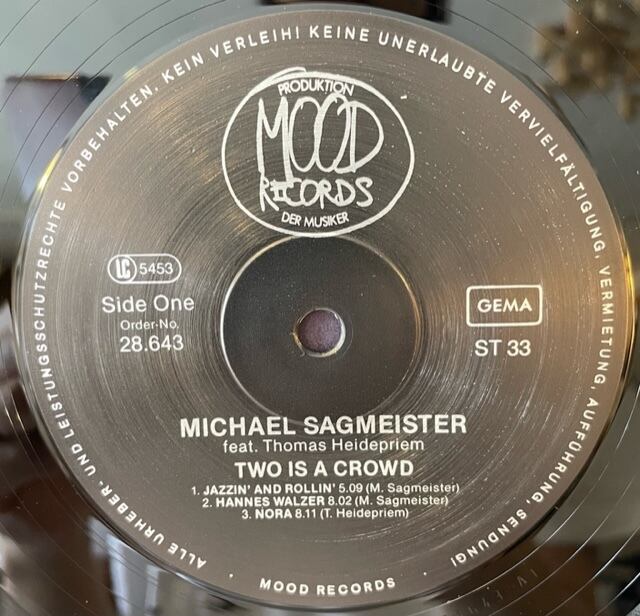 ALLE URHEBER- UND LEISTUNGSSCHUTZRECHTE VORBEHALTEN. KEIN VERLEIH! KEINE UNERLAUBTE VERVIELFÄLTIGUNG, VERMIETUNG, AUFFÜHRUNG, SENDUNG!
PRODUKTION
MOOD
RECORDS
DER MUSIKER
LC 5453
Side One
Order-No.
28.643
GEMA
ST 33
MICHAEL SAGMEISTER
feat. Thomas Heidepriem
TWO IS A CROWD
1. JAZZIN' AND ROLLIN' 5.09 (M. Sagmeister)
2. HANNES WALZER 8.02 (M. Sagmeister)
3. NORA 8.11 (T. Heidepriem)
· MOOD RECORDS ·